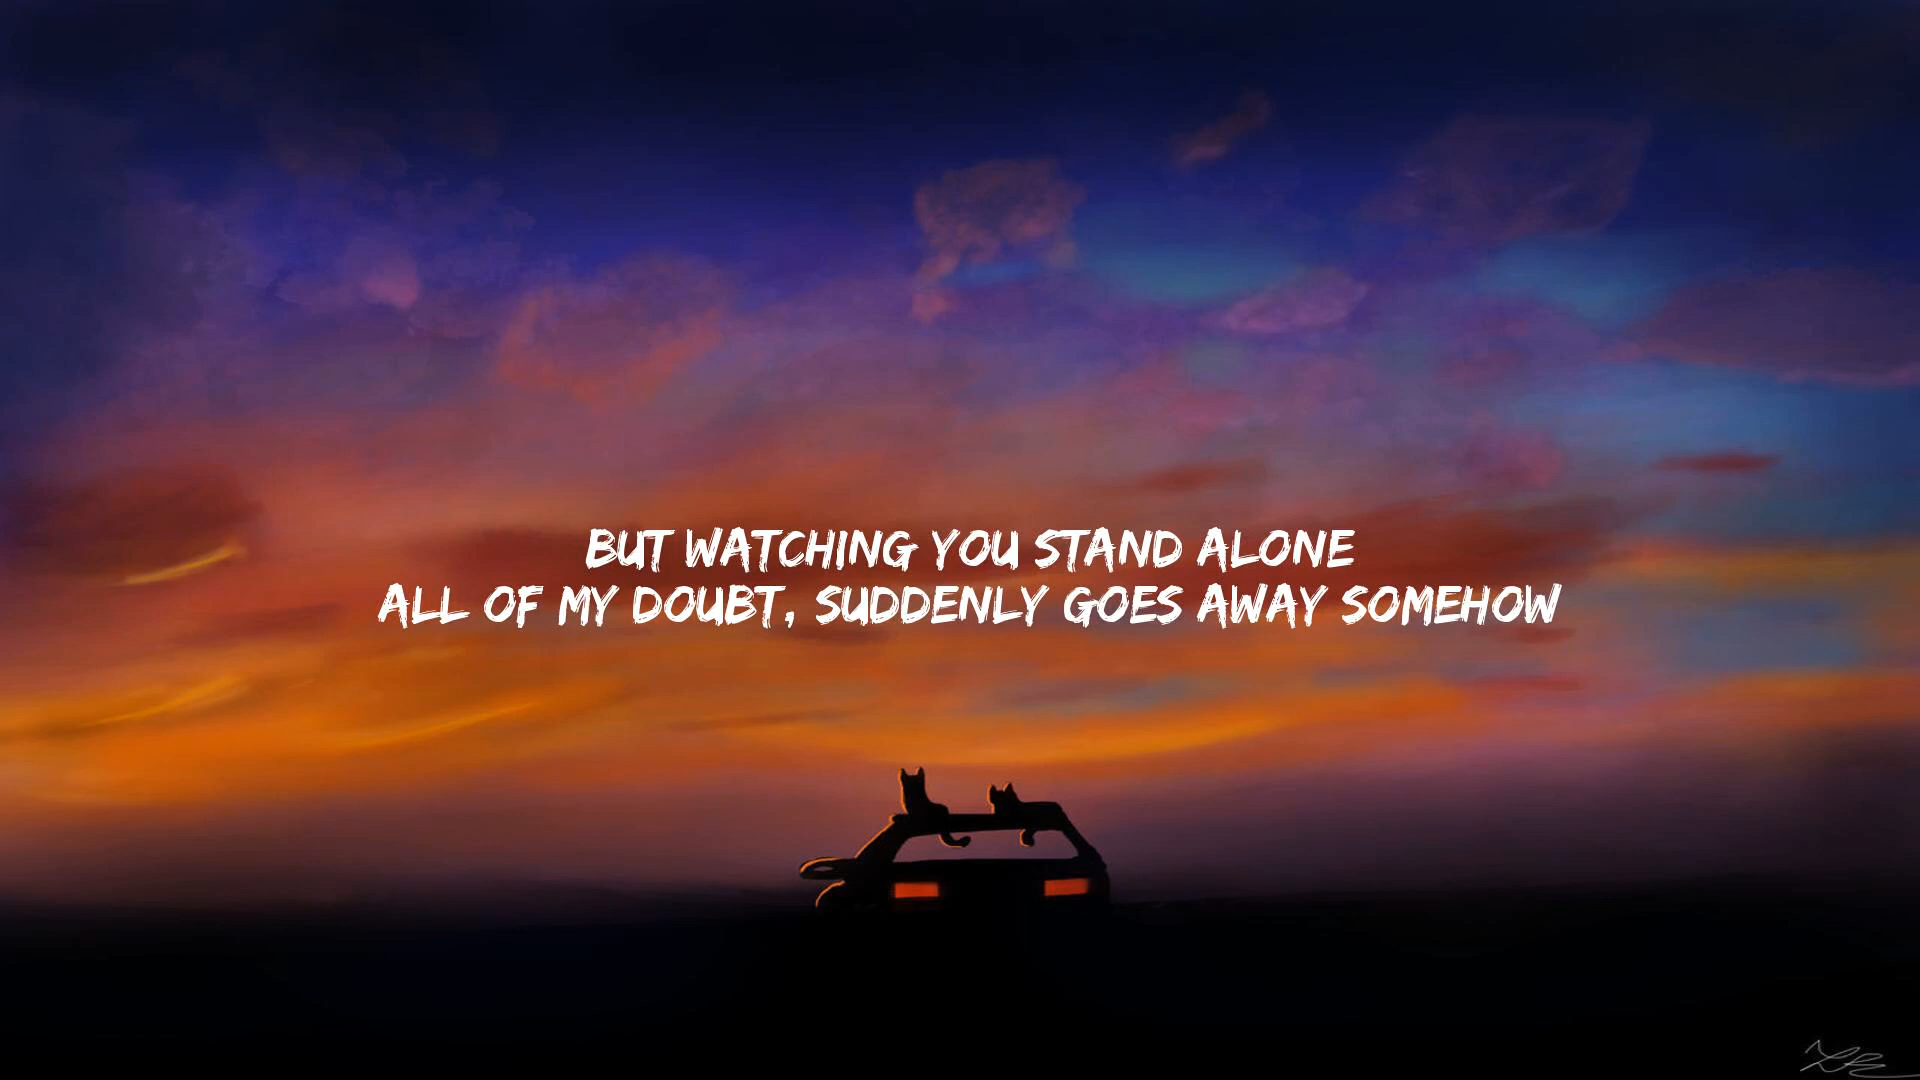 BUT WATCHING YOU STAND ALONE
ALL OF MY DOUBT, SUDDENLY GOES AWAY SOMEHOW